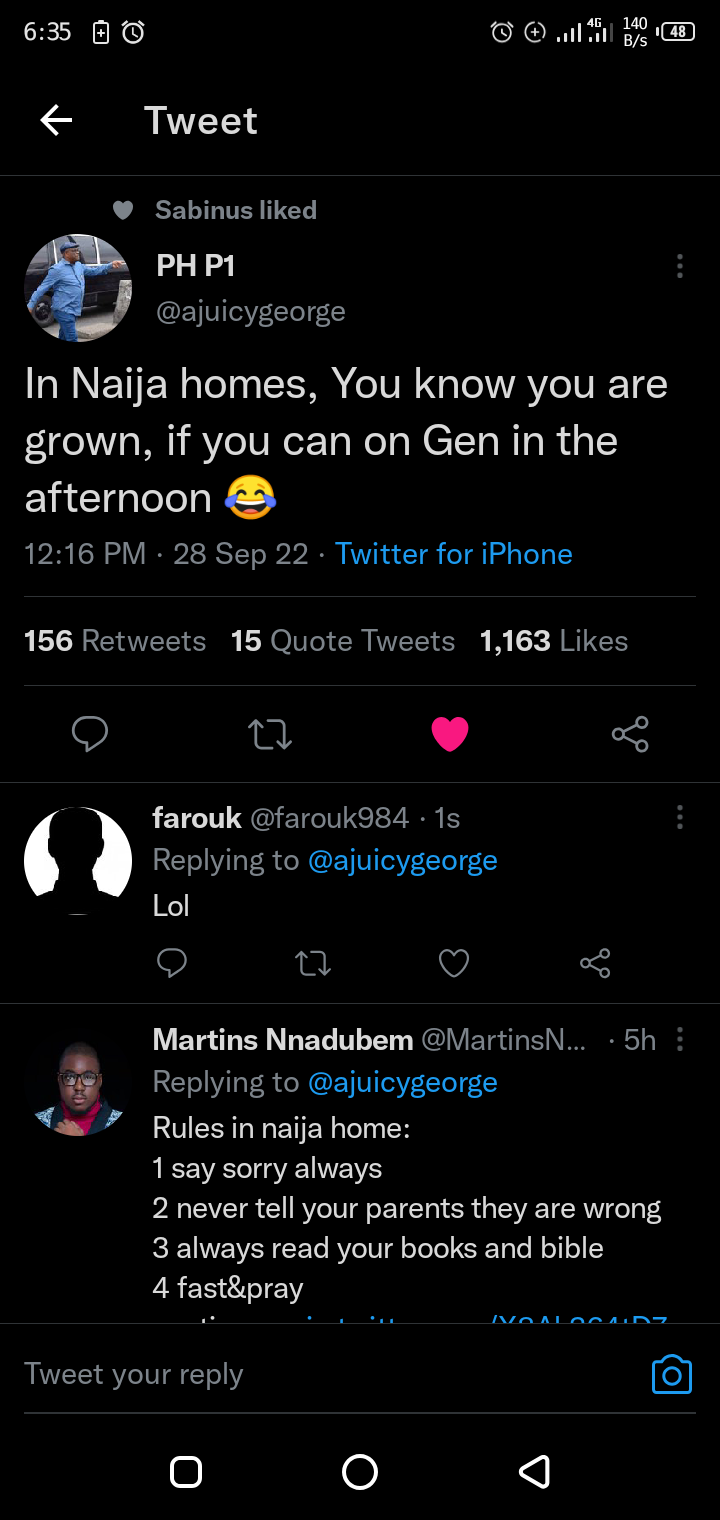 6:35
4G
140
B/s
48
Tweet
Sabinus liked
PH P1
@ajuicygeorge
In Naija homes, You know you are
grown, if you can on Gen in the
afternoon 😂
12:16 PM · 28 Sep 22 · Twitter for iPhone
156 Retweets 15 Quote Tweets 1,163 Likes
farouk @farouk984 · 1s
Replying to @ajuicygeorge
Lol
Martins Nnadubem @MartinsN... · 5h
Replying to @ajuicygeorge
Rules in naija home:
1 say sorry always
2 never tell your parents they are wrong
3 always read your books and bible
4 fast&pray
Tweet your reply